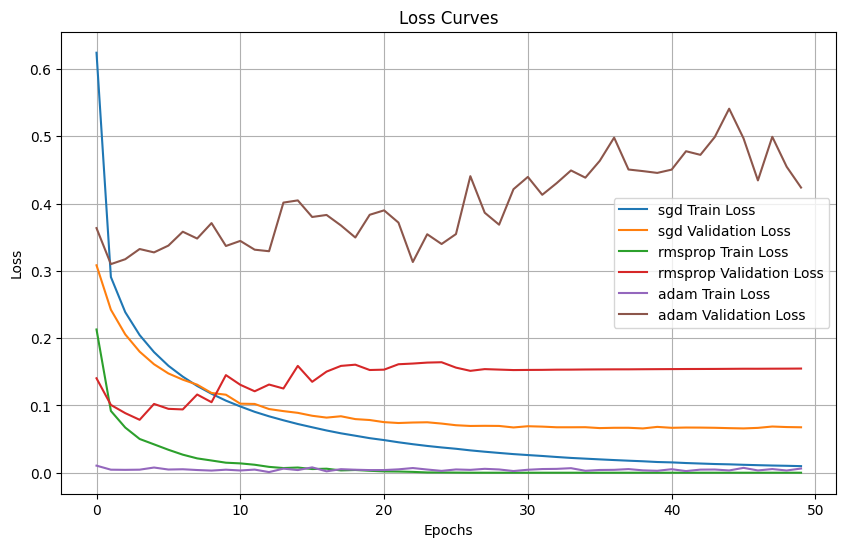 Loss Curves
Loss
0.6
0.5
0.4
0.3
0.2
0.1
0.0
sgd Train Loss
sgd Validation Loss
rmsprop Train Loss
rmsprop Validation Loss
adam Train Loss
adam Validation Loss
0 10 20 30 40 50
Epochs